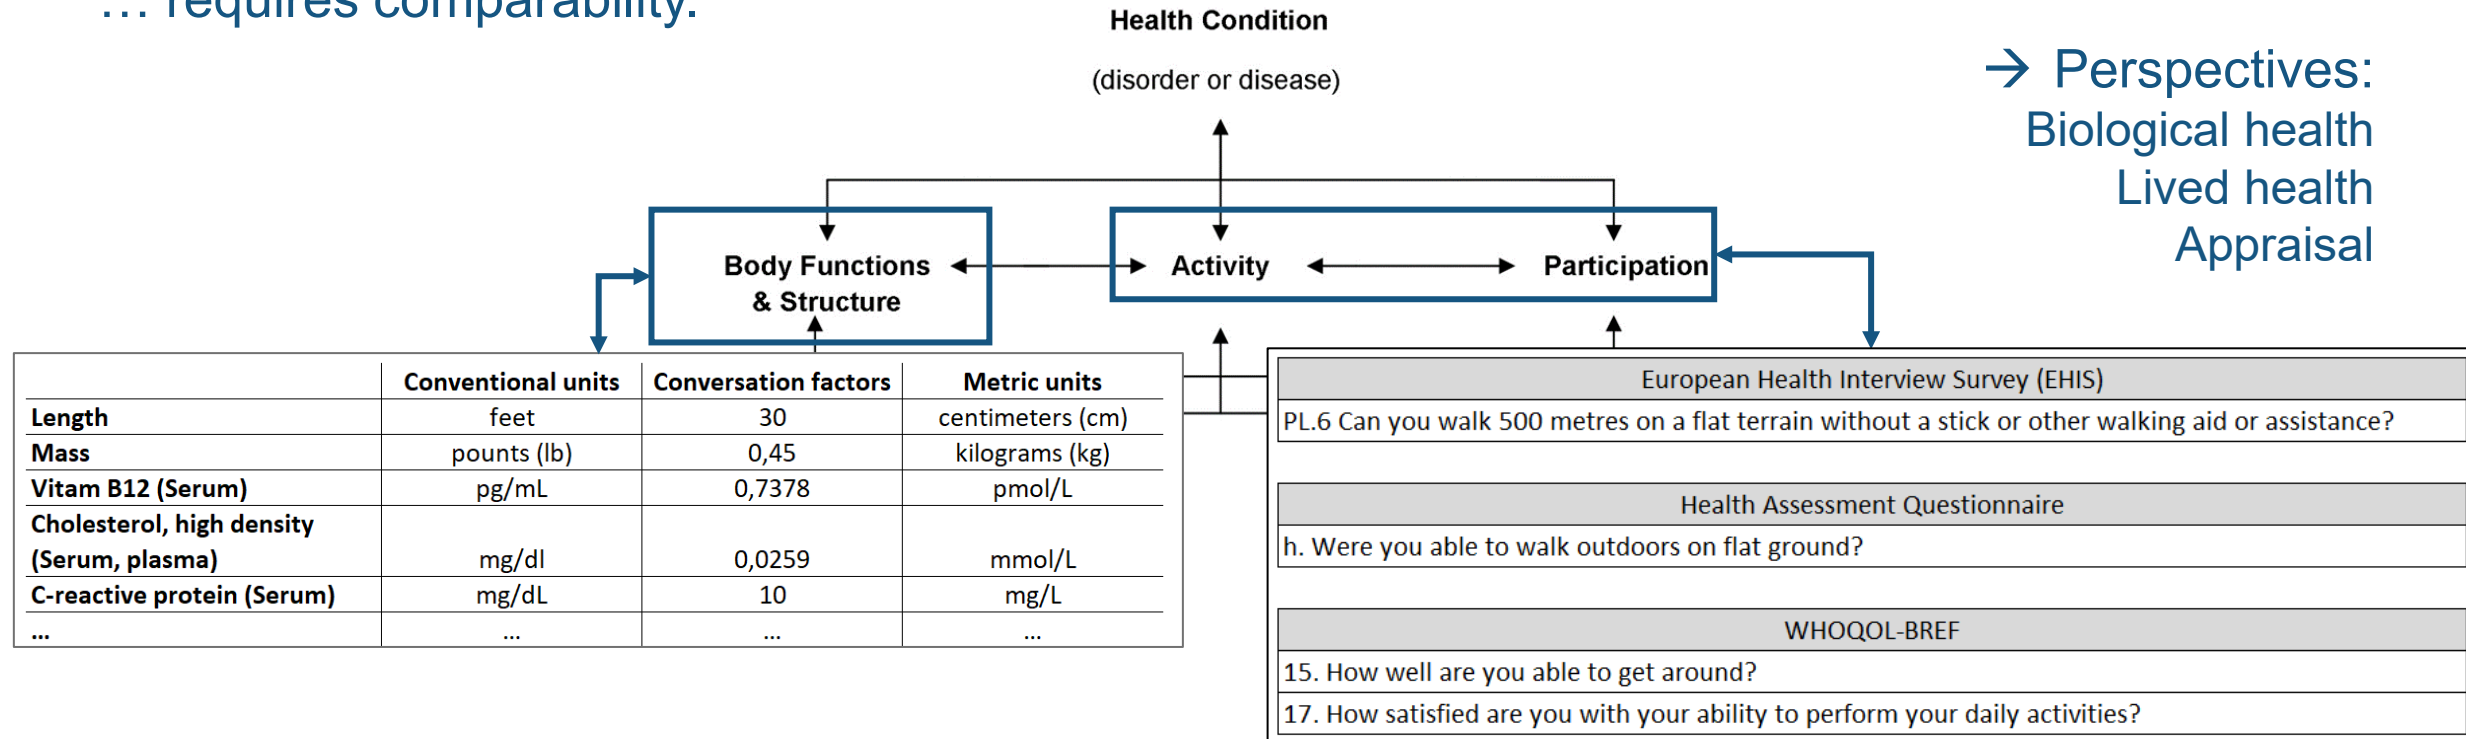 ... requires comparability.
Health Condition
(disorder or disease)
→ Perspectives:
Biological health
Lived health
Appraisal
Body Functions
& Structure
Activity
Participation
Conventional units Conversation factors Metric units
Length feet 30 centimeters (cm)
Mass pounts (lb) 0,45 kilograms (kg)
Vitam B12 (Serum) pg/mL 0,7378 pmol/L
Cholesterol, high density
(Serum, plasma) mg/dl 0,0259 mmol/L
C-reactive protein (Serum) mg/dL 10 mg/L
... ... ... ...
European Health Interview Survey (EHIS)
PL.6 Can you walk 500 metres on a flat terrain without a stick or other walking aid or assistance?
Health Assessment Questionnaire
h. Were you able to walk outdoors on flat ground?
WHOQOL-BREF
15. How well are you able to get around?
17. How satisfied are you with your ability to perform your daily activities?